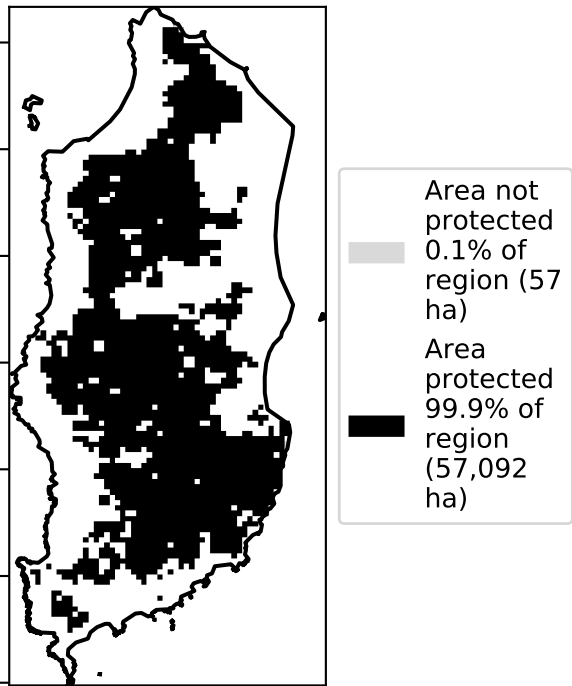 Area not
protected
0.1% of
region (57
ha)
Area
protected
99.9% of
region
(57,092
ha)